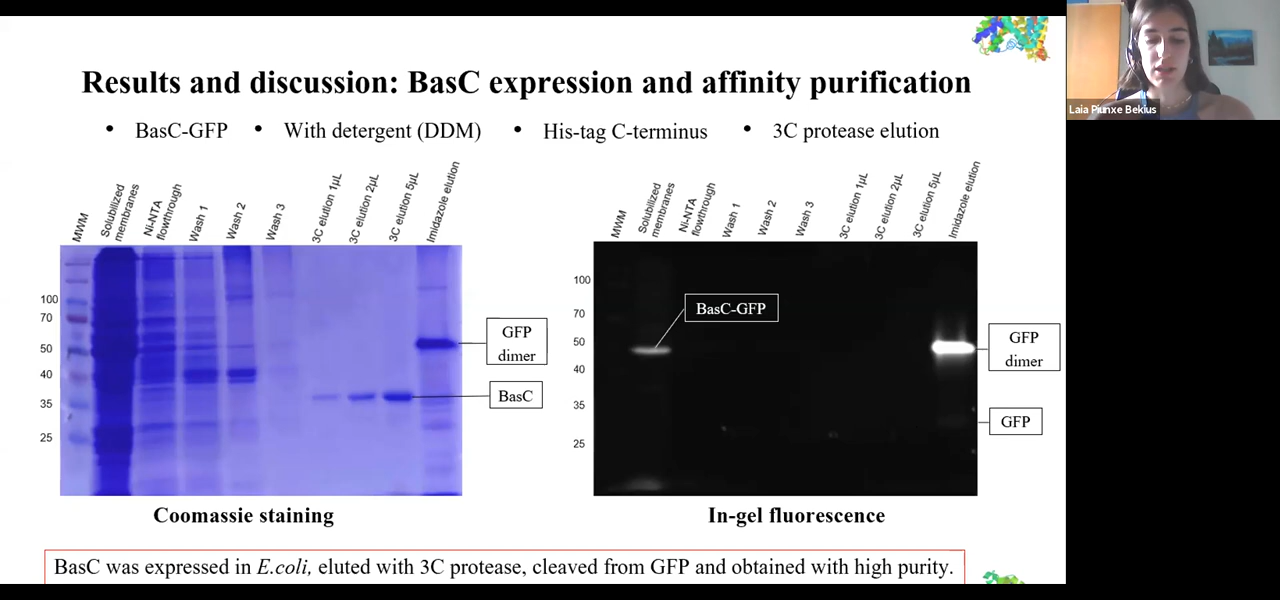 Results and discussion: BasC expression and affinity purification
Laia Piunxe Bekius
• BasC-GFP • With detergent (DDM) • His-tag C-terminus • 3C protease elution
MWM
Solubilized
membranes
Ni-NTA
flowthrough
Wash 1
Wash 2
Wash 3
3C elution 1µL
3C elution 2µL
3C elution 5µL
Imidazole elution
100
70
50
40
35
25
GFP
dimer
BasC
Coomassie staining
MWM
Solubilized
membranes
Ni-NTA
flowthrough
Wash 1
Wash 2
Wash 3
3C elution 1µL
3C elution 2µL
3C elution 5µL
Imidazole elution
100
70
50
40
35
25
BasC-GFP
GFP
dimer
GFP
In-gel fluorescence
BasC was expressed in E.coli, eluted with 3C protease, cleaved from GFP and obtained with high purity.